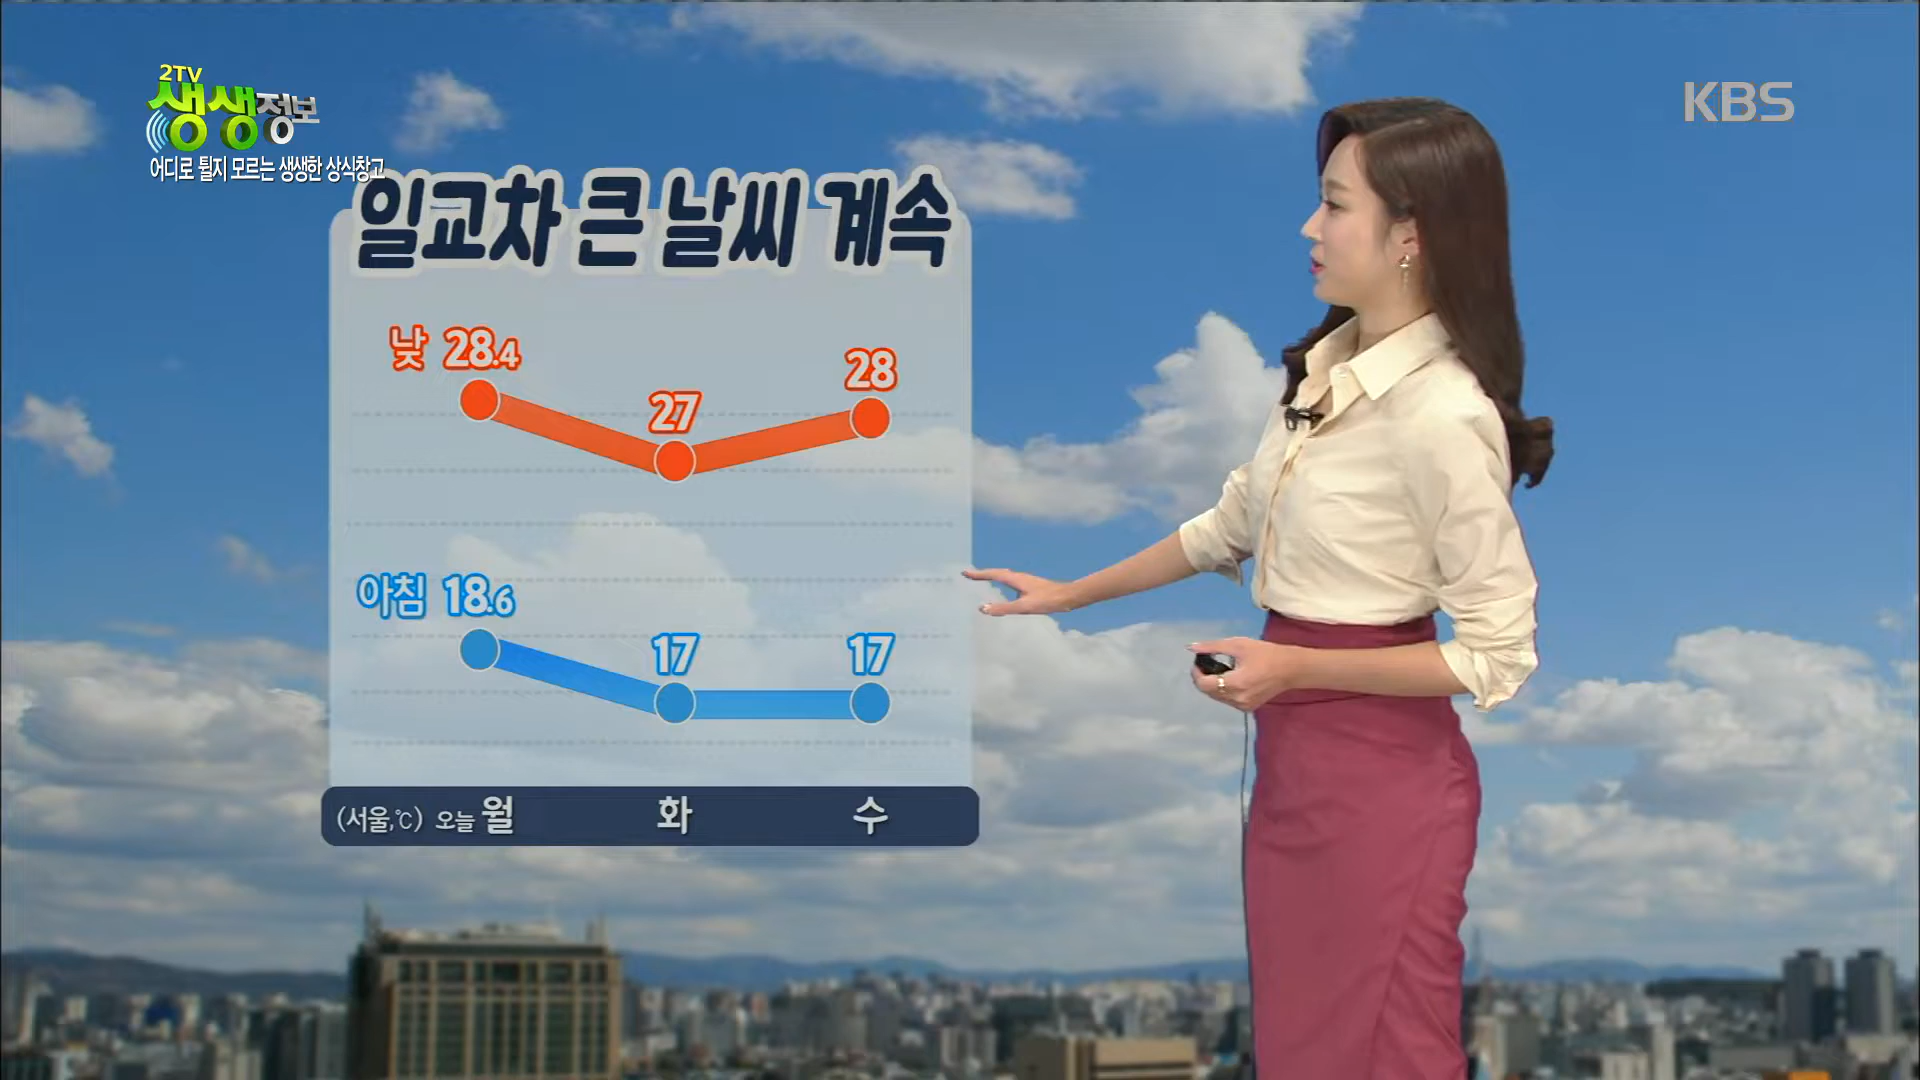 2TV
생생정보
어디로 튈지 모르는 생생한 상식창고
KBS
일교차 큰 날씨 계속
낮 28.4 27 28
아침 18.6 17 17
(서울,℃) 오늘 월 화 수